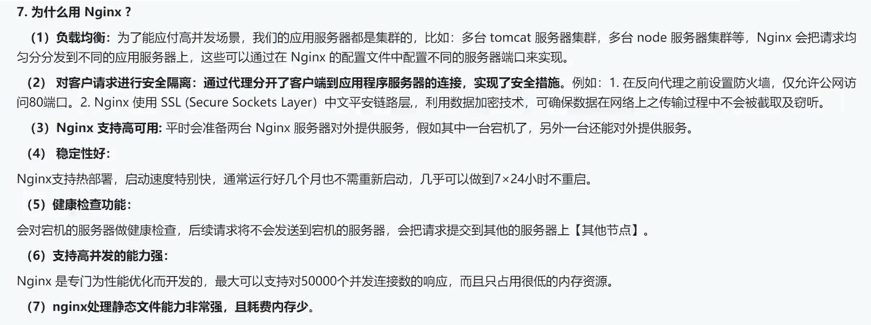 7. 为什么用 Nginx ?
（1）负载均衡：为了能应付高并发场景，我们的应用服务器都是集群的，比如：多台 tomcat 服务器集群，多台 node 服务器集群等，Nginx 会把请求均
匀分分发到不同的应用服务器上，这些可以通过在 Nginx 的配置文件中配置不同的服务器端口来实现。
（2） 对客户请求进行安全隔离：通过代理分开了客户端到应用程序服务器的连接，实现了安全措施。例如：1. 在反向代理之前设置防火墙，仅允许公网访
问80端口。2. Nginx 使用 SSL (Secure Sockets Layer）中文平安链路层,，利用数据加密技术，可确保数据在网络上之传输过程中不会被截取及窃听。
（3）Nginx 支持高可用: 平时会准备两台 Nginx 服务器对外提供服务，假如其中一台宕机了，另外一台还能对外提供服务。
（4） 稳定性好：
Nginx支持热部署，启动速度特别快，通常运行好几个月也不需重新启动，几乎可以做到7×24小时不重启。
（5）健康检查功能：
会对宕机的服务器做健康检查，后续请求将不会发送到宕机的服务器，会把请求提交到其他的服务器上【其他节点】。
（6）支持高并发的能力强：
Nginx 是专门为性能优化而开发的，最大可以支持对50000个并发连接数的响应，而且只占用很低的内存资源。
（7）nginx处理静态文件能力非常强，且耗费内存少。